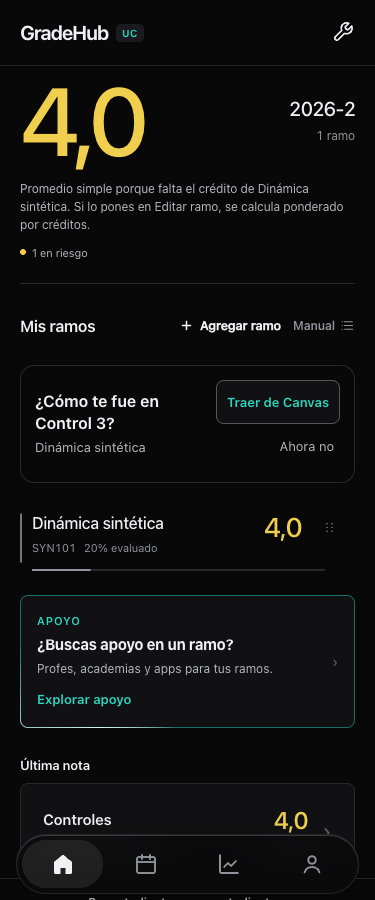 GradeHub UC
4,0
2026-2
1 ramo
Promedio simple porque falta el crédito de Dinámica
sintética. Si lo pones en Editar ramo, se calcula ponderado
por créditos.
1 en riesgo
Mis ramos
+ Agregar ramo
Manual
¿Cómo te fue en
Control 3?
Dinámica sintética
Traer de Canvas
Ahora no
Dinámica sintética
4,0
SYN101 20% evaluado
APOYO
¿Buscas apoyo en un ramo?
Profes, academias y apps para tus ramos.
Explorar apoyo
Última nota
Controles
4,0